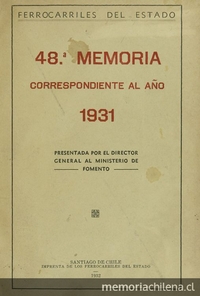 FERROCARRILES DEL ESTADO
48.ª MEMORIA
CORRESPONDIENTE AL AÑO
1931
PRESENTADA POR EL DIRECTOR
GENERAL AL MINISTERIO DE
FOMENTO
SANTIAGO DE CHILE
IMPRENTA DE LOS FERROCARRILES DEL ESTADO
memoriachilena.cl